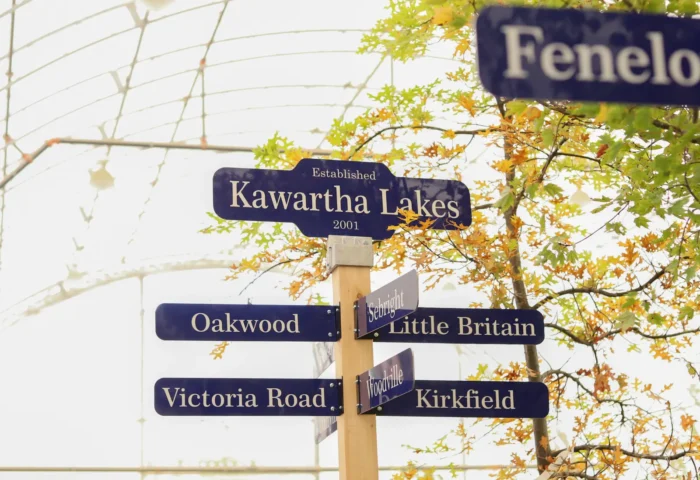 Fenelo
Established
Kawartha Lakes
2001
Sebright
Oakwood
Little Britain
Woodville
Victoria Road
Kirkfield